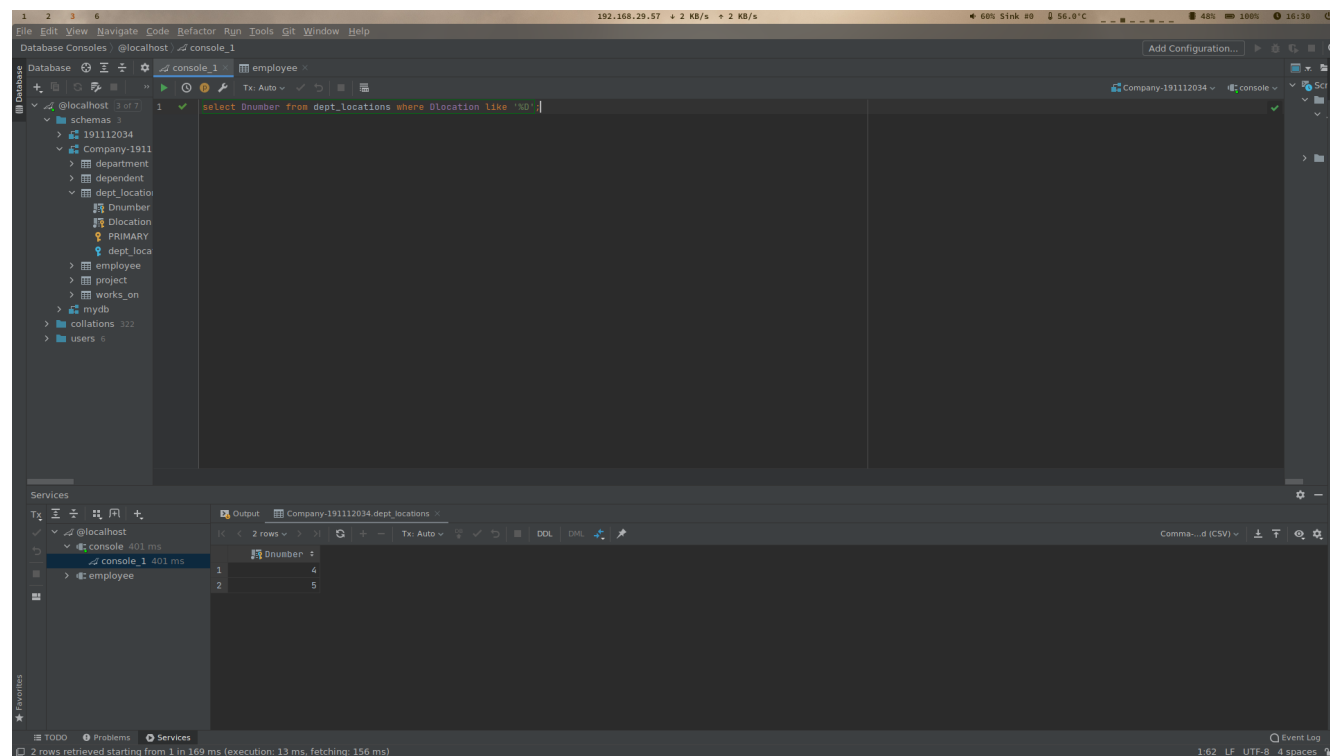 1 2 3 6 192.168.29.57 ↓ 2 KB/s ↑ 2 KB/s 60% Sink #0 56.0°C 48% 100% 16:30
File Edit View Navigate Code Refactor Run Tools Git Window Help
Database Consoles @localhost console_1 Add Configuration...
Database console_1 employee
Tx: Auto Company-191112034 console
Database
@localhost 3 of 7
schemas 3
191112034
Company-1911
department
dependent
dept_location
Dnumber
Dlocation
PRIMARY
dept_loca
employee
project
works_on
mydb
collations 322
users 6
1 select Dnumber from dept_locations where Dlocation like '%D';
Scr
Services
Tx Output Company-191112034.dept_locations
@localhost
console 401 ms
console_1 401 ms
employee
2 rows Tx: Auto DDL DML Comma-...d (CSV)
Dnumber
1 4
2 5
Favorites
TODO Problems Services Event Log
2 rows retrieved starting from 1 in 169 ms (execution: 13 ms, fetching: 156 ms) 1:62 LF UTF-8 4 spaces